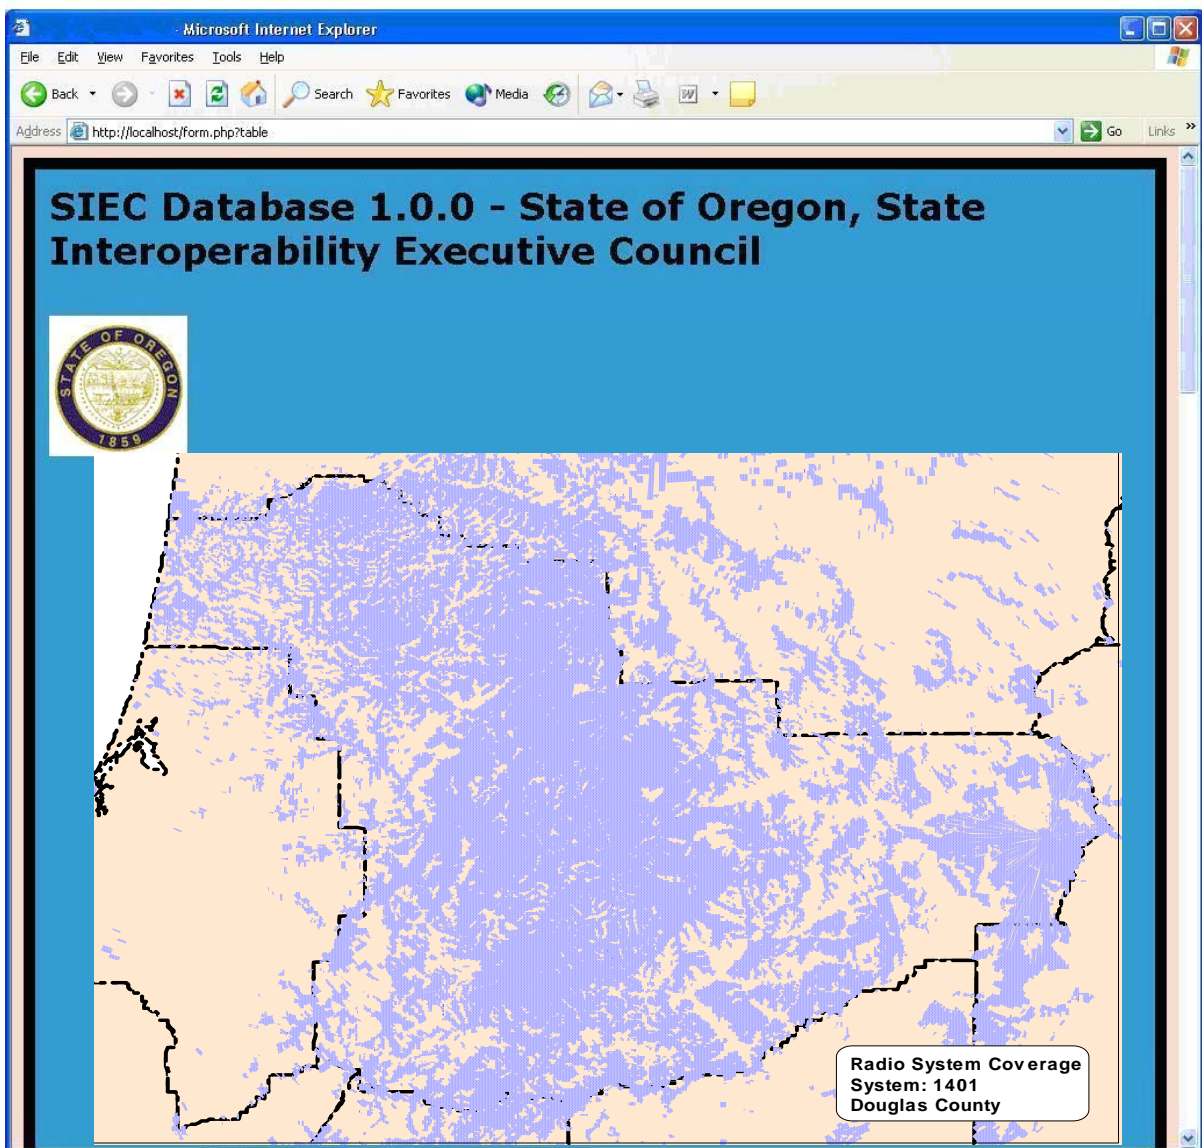 - Microsoft Internet Explorer
File Edit View Favorites Tools Help
Back Search Favorites Media W
Address http://localhost/form.php?table Go Links »
SIEC Database 1.0.0 - State of Oregon, State
Interoperability Executive Council
STATE OF OREGON
1859
Radio System Coverage
System: 1401
Douglas County